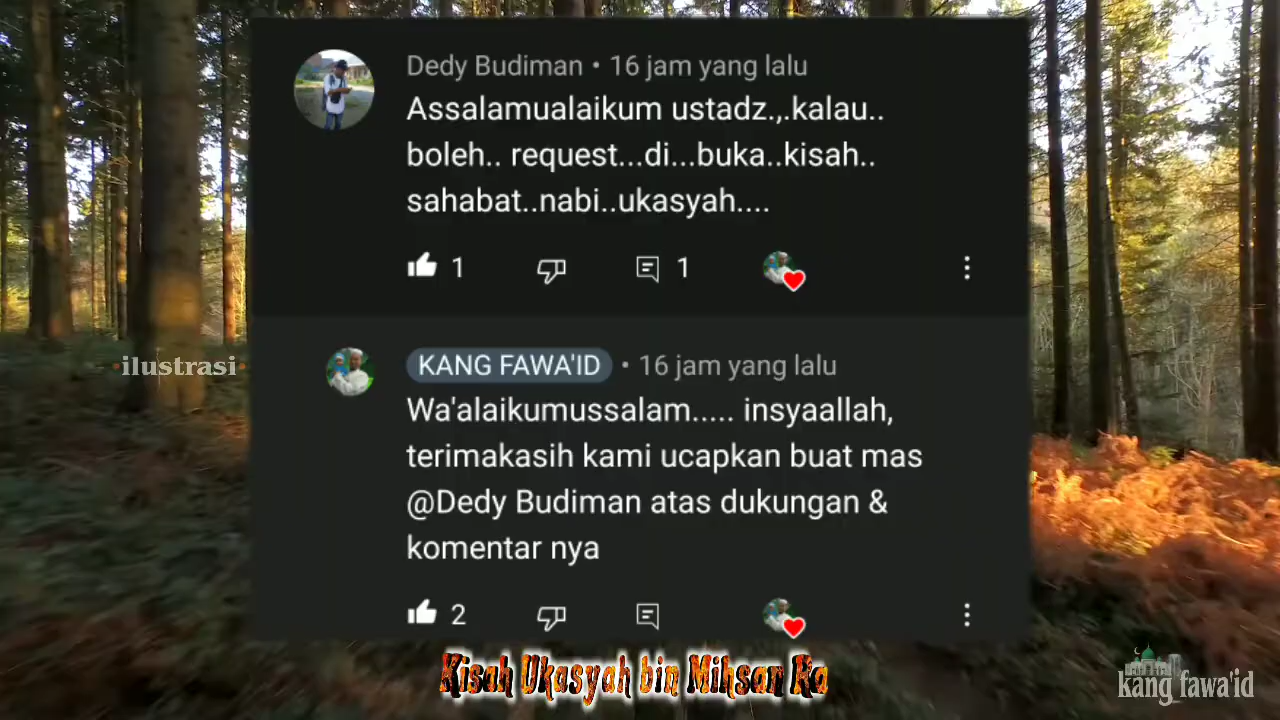 Dedy Budiman • 16 jam yang lalu
Assalamualaikum ustadz.,.kalau..
boleh.. request...di...buka..kisah..
sahabat..nabi..ukasyah....
1
1
•ilustrasi•
KANG FAWA'ID • 16 jam yang lalu
Wa'alaikumussalam..... insyaallah,
terimakasih kami ucapkan buat mas
@Dedy Budiman atas dukungan &
komentar nya
2
Kisah Ukasyah bin Mihsan Ra
kang fawa'id